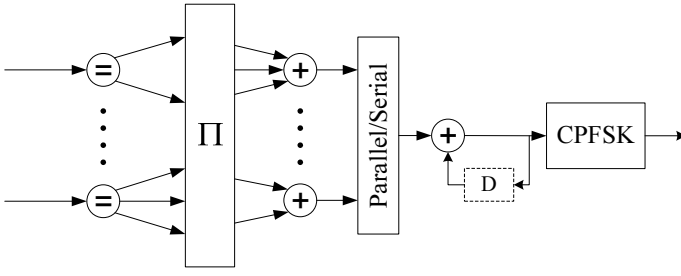 =
=
Π
+
+
Parallel/Serial
+
D
CPFSK